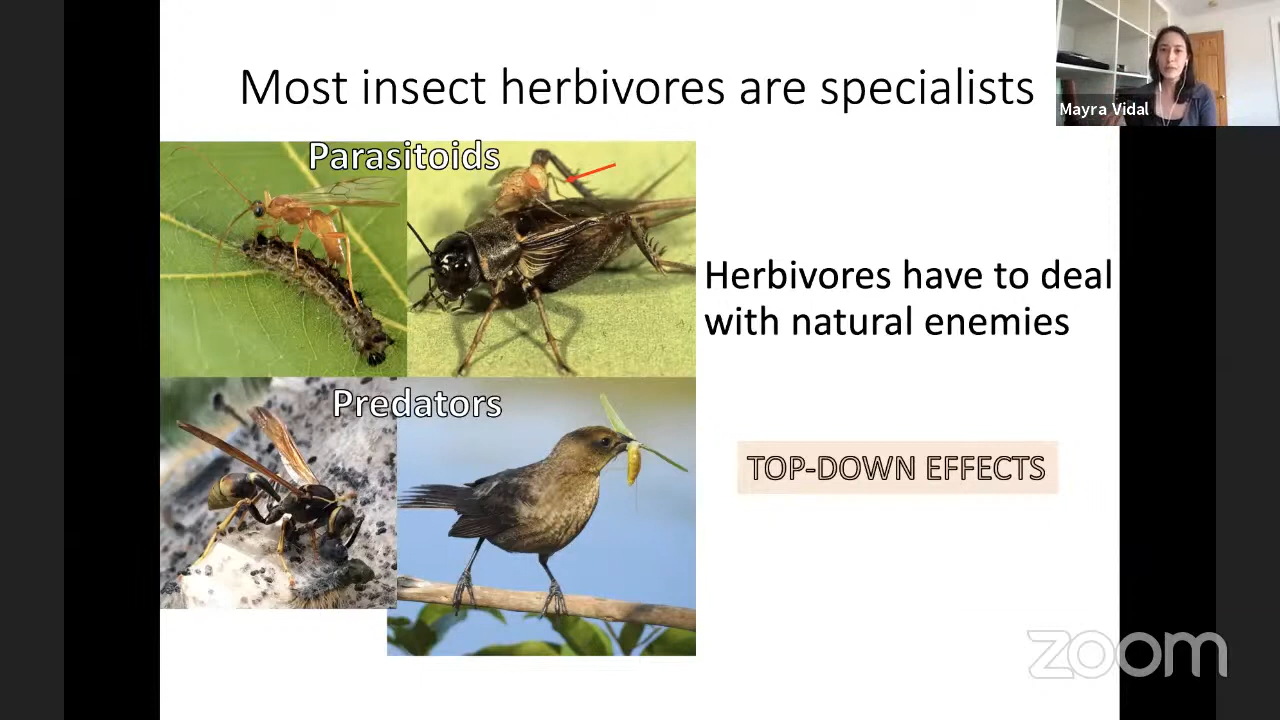 Most insect herbivores are specialists
Mayra Vidal
Parasitoids
Herbivores have to deal
with natural enemies
Predators
TOP-DOWN EFFECTS
zoom